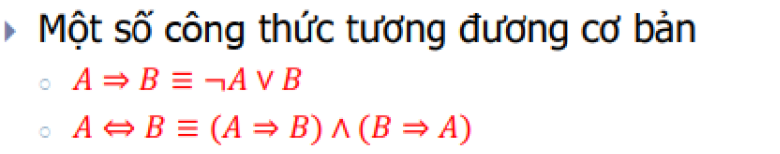 Một số công thức tương đương cơ bản
A ⇒ B ≡ ¬A ∨ B
A ⇔ B ≡ (A ⇒ B) ∧ (B ⇒ A)